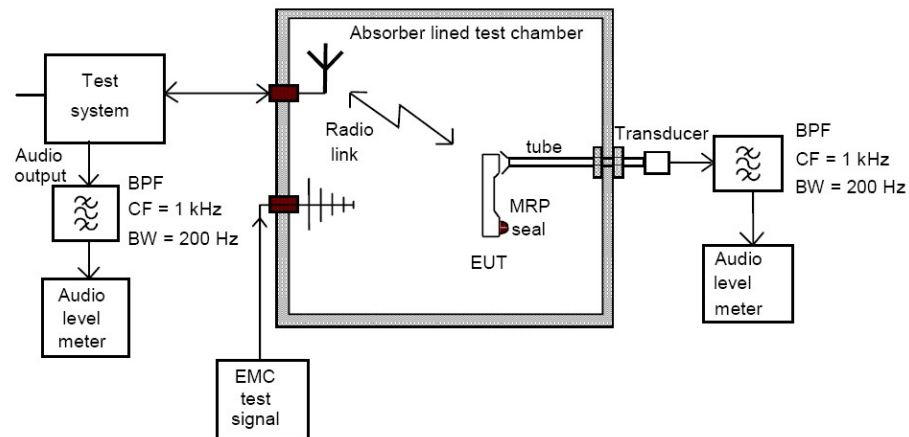 Absorber lined test chamber
Test
system
Radio
link
Audio
output
BPF
CF = 1 kHz
BW = 200 Hz
Audio
level
meter
EMC
test
signal
tube
MRP
seal
EUT
Transducer
BPF
CF = 1 kHz
BW = 200 Hz
Audio
level
meter